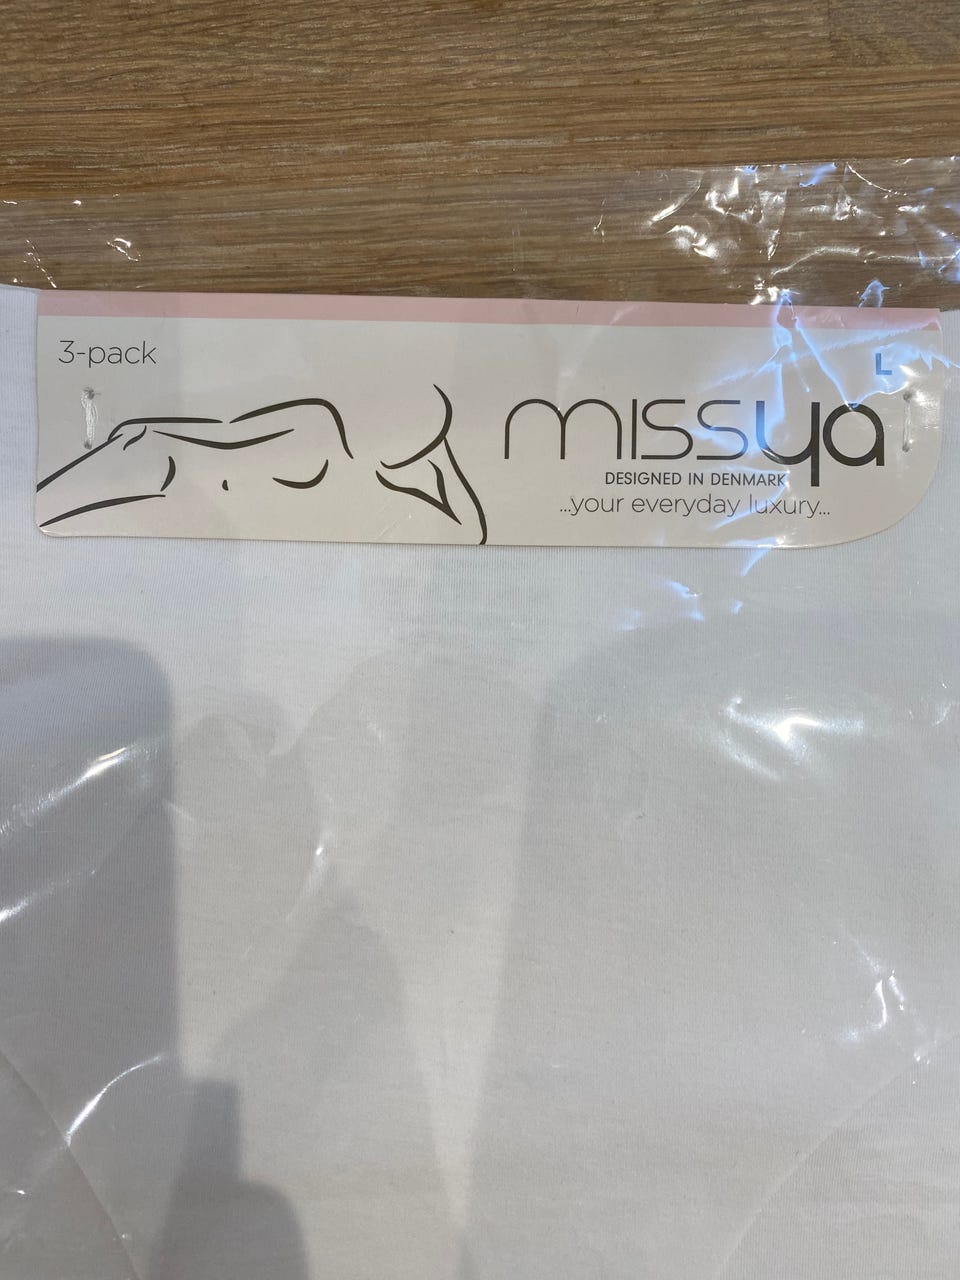 3-pack
L
missya
DESIGNED IN DENMARK
...your everyday luxury...